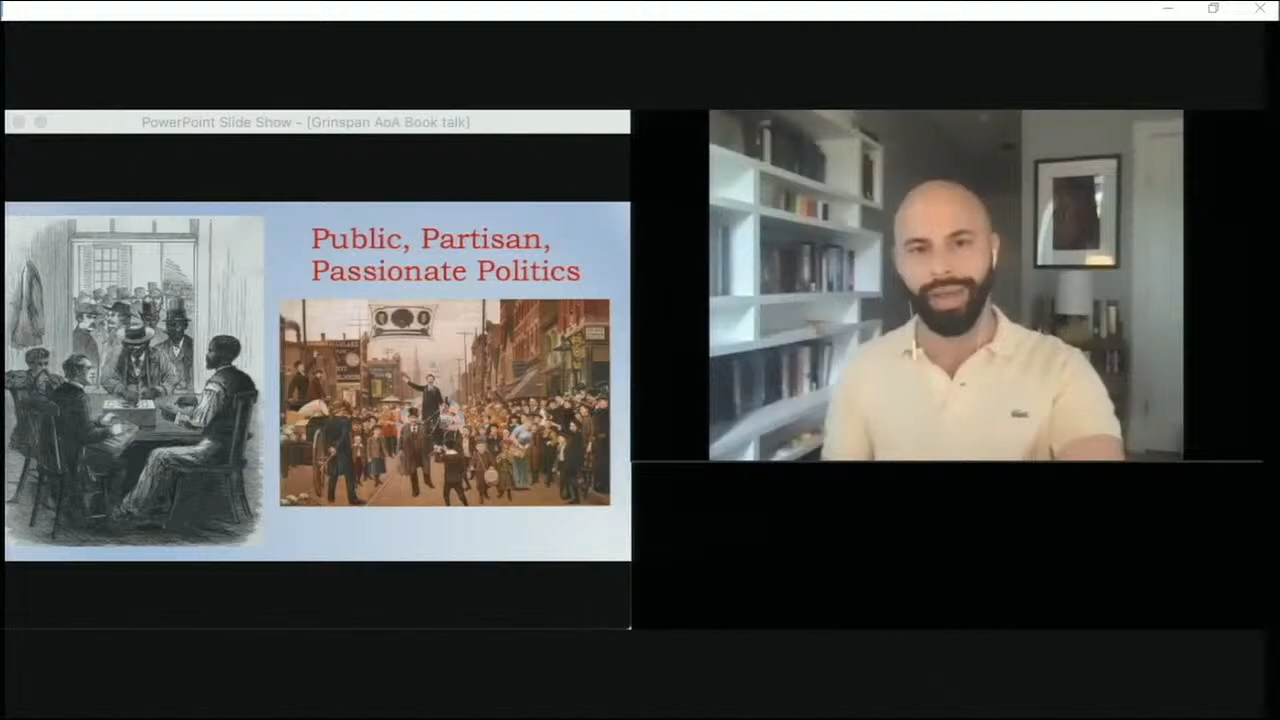 PowerPoint Slide Show - [Grinspan AoA Book talk]
Public, Partisan,
Passionate Politics